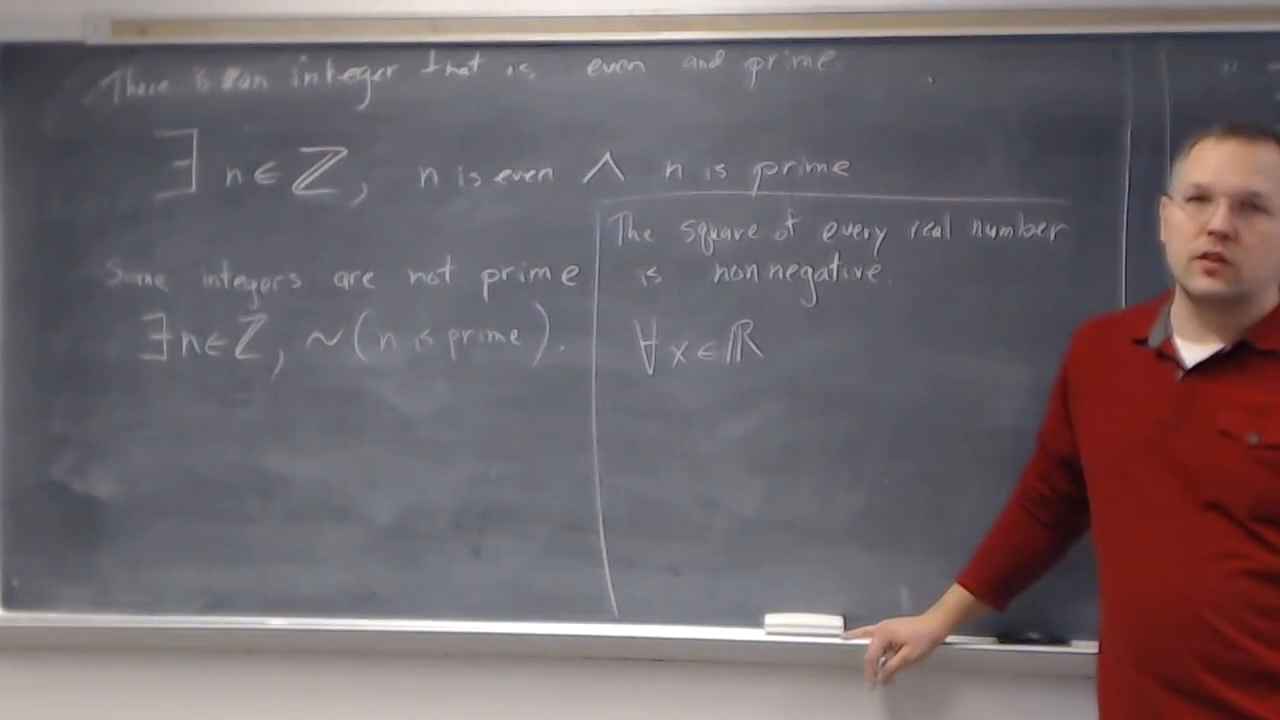 There is an integer that is even and prime.
∃ n ∈ ℤ, n is even ∧ n is prime
Some integers are not prime
∃ n ∈ ℤ, ~(n is prime).
The square of every real number
is nonnegative.
∀ x ∈ ℝ